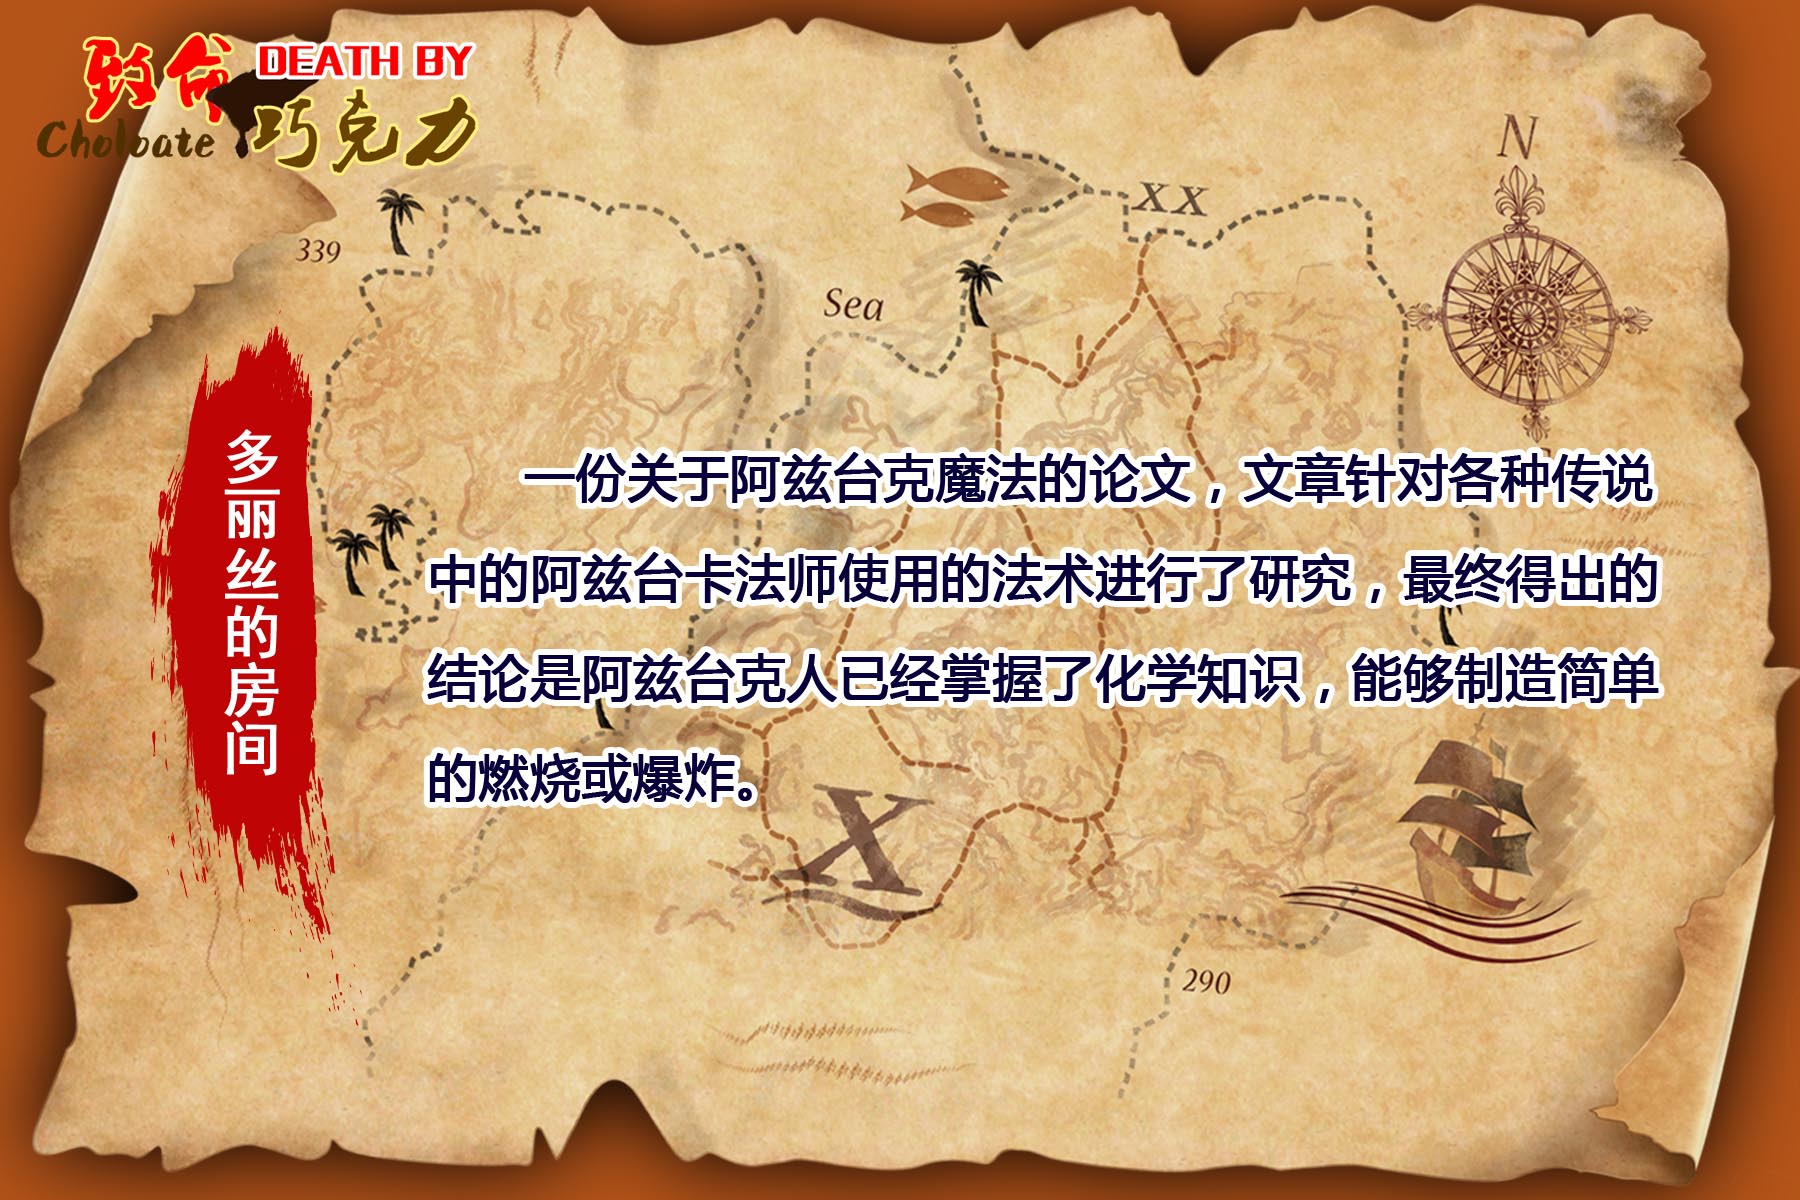 致命 DEATH BY
Choloate 巧克力
N
XX
339
Sea
多丽丝的房间
一份关于阿兹台克魔法的论文，文章针对各种传说
中的阿兹台卡法师使用的法术进行了研究，最终得出的
结论是阿兹台克人已经掌握了化学知识，能够制造简单
的燃烧或爆炸。
X
290